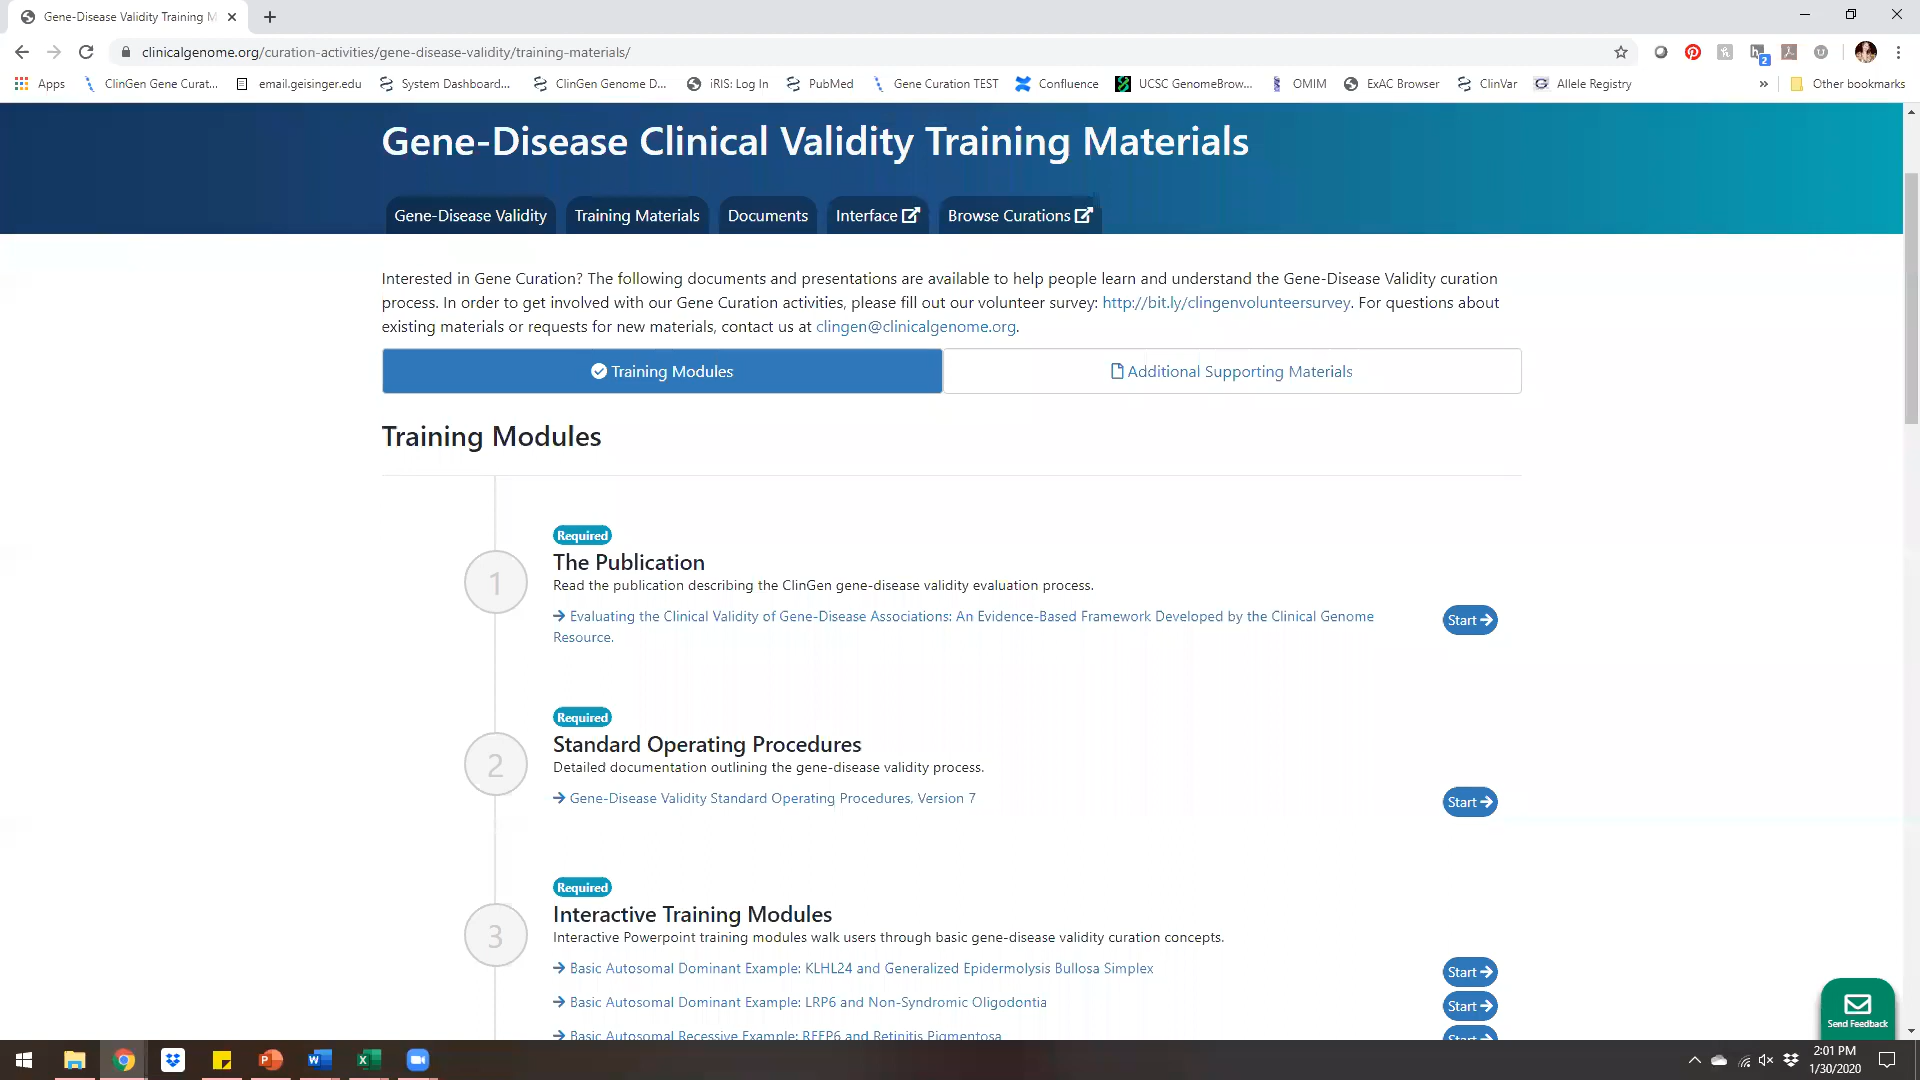 Gene-Disease Validity Training M
clinicalgenome.org/curation-activities/gene-disease-validity/training-materials/
2
Apps
ClinGen Gene Curat...
email.geisinger.edu
System Dashboard...
ClinGen Genome D...
iRIS: Log In
PubMed
Gene Curation TEST
Confluence
UCSC GenomeBrow...
OMIM
ExAC Browser
ClinVar
Allele Registry
»
Other bookmarks
Gene-Disease Clinical Validity Training Materials
Gene-Disease Validity
Training Materials
Documents
Interface
Browse Curations
Interested in Gene Curation? The following documents and presentations are available to help people learn and understand the Gene-Disease Validity curation
process. In order to get involved with our Gene Curation activities, please fill out our volunteer survey: http://bit.ly/clingenvolunteersurvey. For questions about
existing materials or requests for new materials, contact us at clingen@clinicalgenome.org.
Training Modules
Additional Supporting Materials
Training Modules
1
Required
The Publication
Read the publication describing the ClinGen gene-disease validity evaluation process.
Evaluating the Clinical Validity of Gene-Disease Associations: An Evidence-Based Framework Developed by the Clinical Genome
Resource.
Start
2
Required
Standard Operating Procedures
Detailed documentation outlining the gene-disease validity process.
Gene-Disease Validity Standard Operating Procedures, Version 7
Start
3
Required
Interactive Training Modules
Interactive Powerpoint training modules walk users through basic gene-disease validity curation concepts.
Basic Autosomal Dominant Example: KLHL24 and Generalized Epidermolysis Bullosa Simplex
Start
Basic Autosomal Dominant Example: LRP6 and Non-Syndromic Oligodontia
Start
Basic Autosomal Recessive Example: REEP6 and Retinitis Pigmentosa
Start
Send Feedback
2:01 PM
1/30/2020